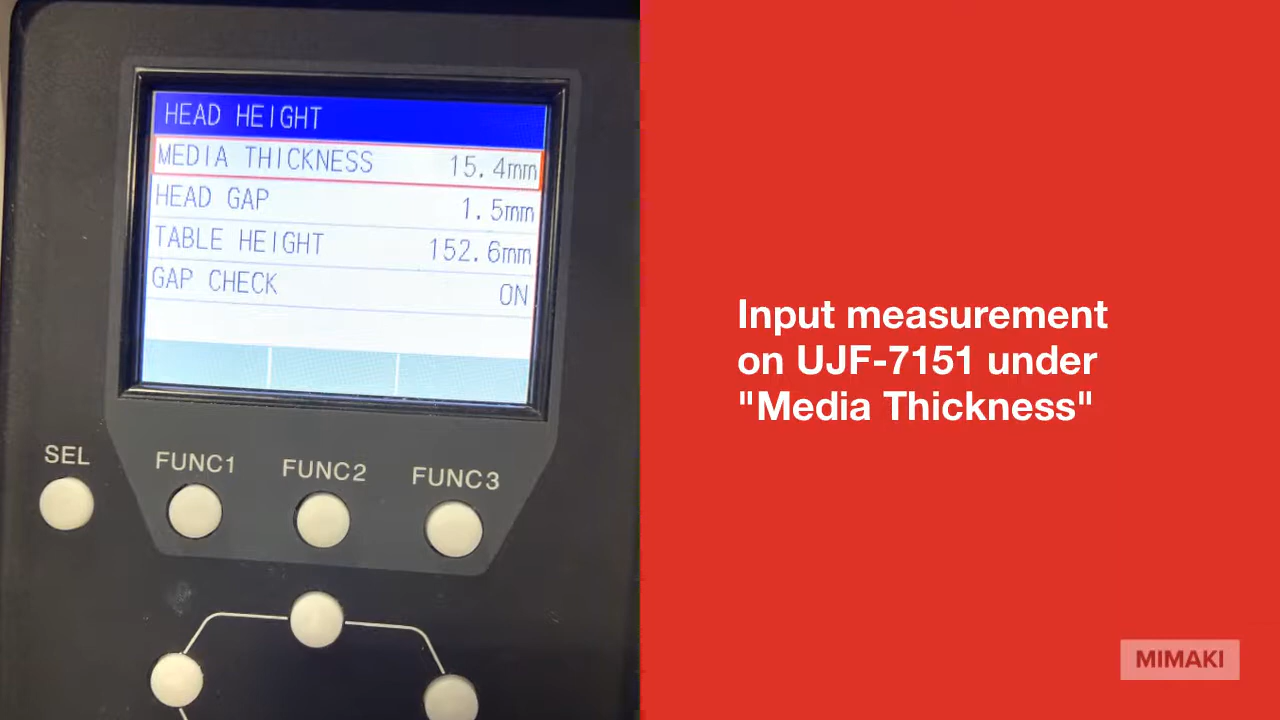 HEAD HEIGHT
MEDIA THICKNESS 15.4mm
HEAD GAP 1.5mm
TABLE HEIGHT 152.6mm
GAP CHECK ON
SEL FUNC1 FUNC2 FUNC3
Input measurement
on UJF-7151 under
"Media Thickness"
MIMAKI